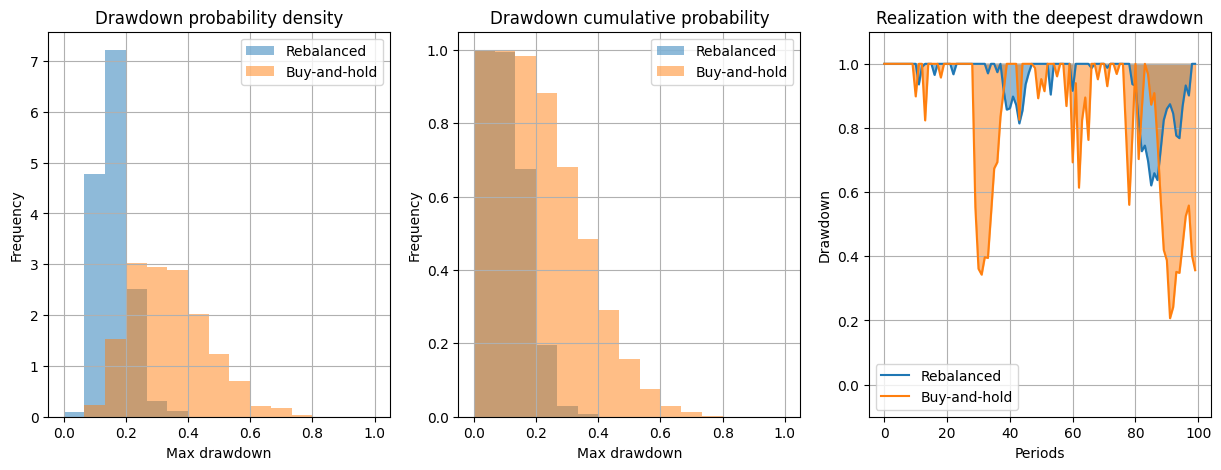 Drawdown probability density
Frequency
7
6
5
4
3
2
1
0
0.0 0.2 0.4 0.6 0.8 1.0
Max drawdown
Rebalanced
Buy-and-hold
Drawdown cumulative probability
Frequency
1.0
0.8
0.6
0.4
0.2
0.0
0.0 0.2 0.4 0.6 0.8 1.0
Max drawdown
Rebalanced
Buy-and-hold
Realization with the deepest drawdown
Drawdown
1.0
0.8
0.6
0.4
0.2
0.0
0 20 40 60 80 100
Periods
Rebalanced
Buy-and-hold